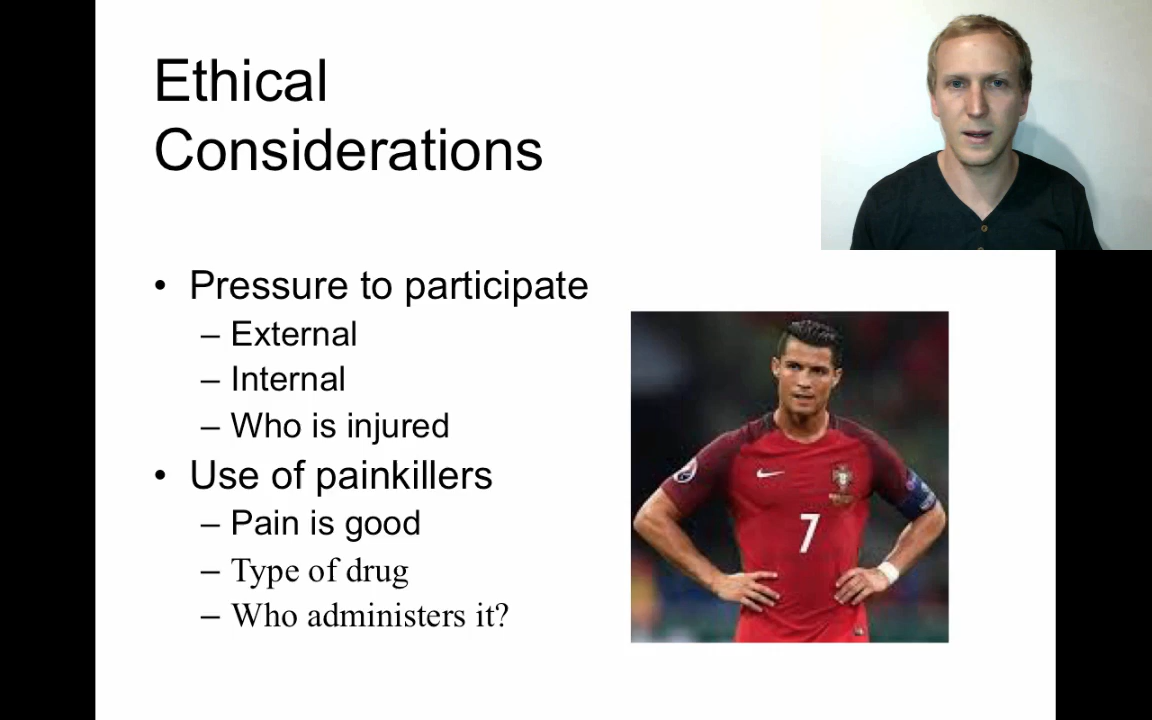 Ethical
Considerations
• Pressure to participate
– External
– Internal
– Who is injured
• Use of painkillers
– Pain is good
– Type of drug
– Who administers it?
7